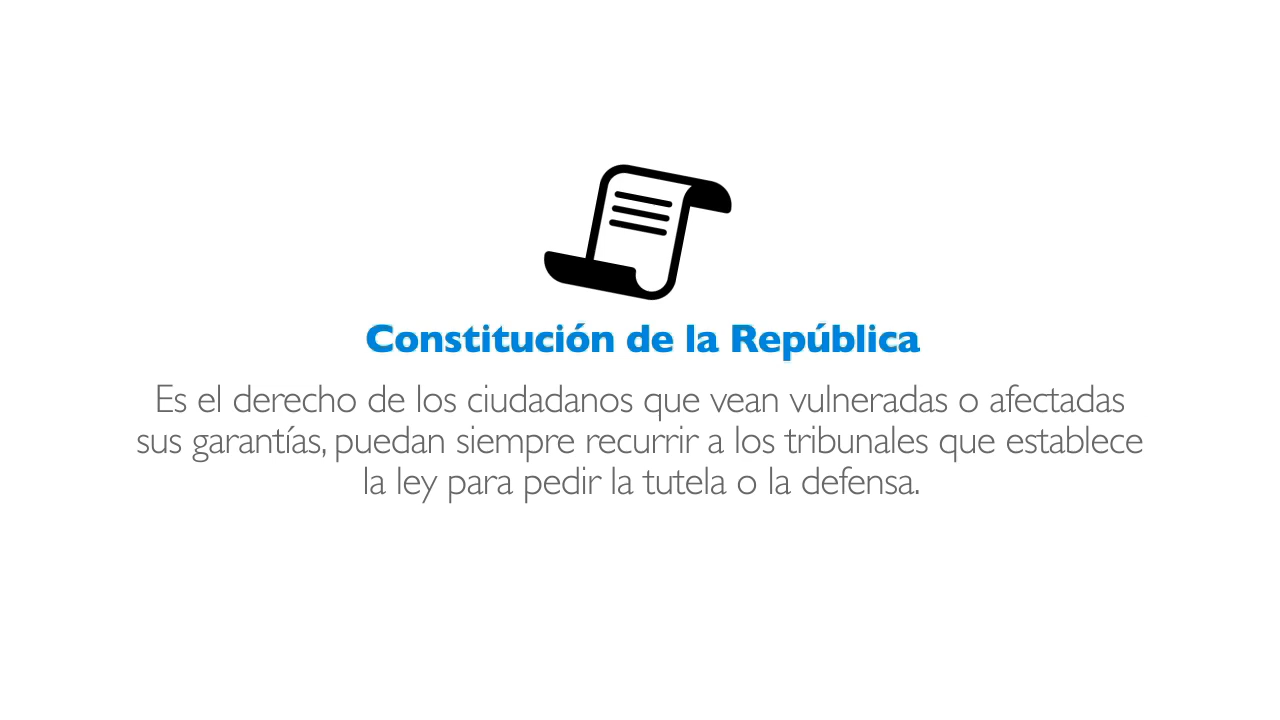 Constitución de la República
Es el derecho de los ciudadanos que vean vulneradas o afectadas
sus garantías, puedan siempre recurrir a los tribunales que establece
la ley para pedir la tutela o la defensa.